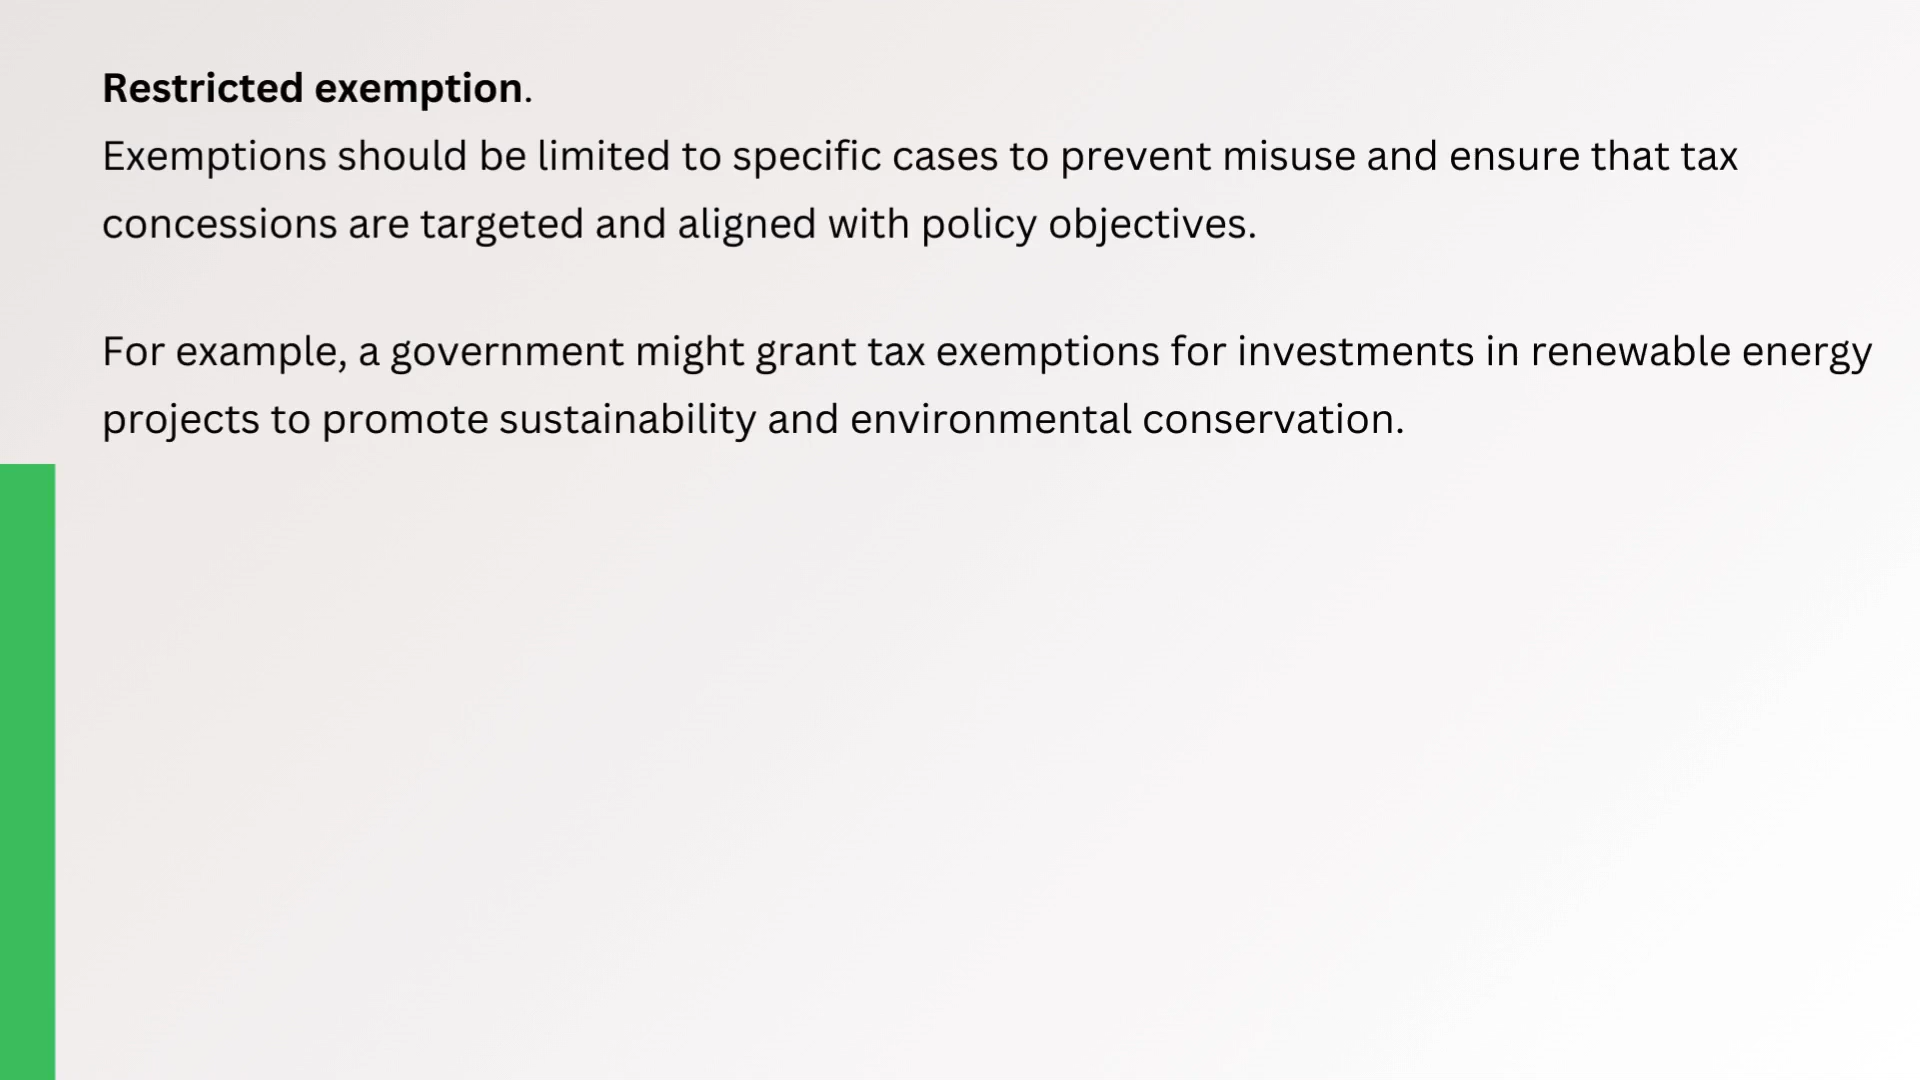 Restricted exemption.
Exemptions should be limited to specific cases to prevent misuse and ensure that tax
concessions are targeted and aligned with policy objectives.
For example, a government might grant tax exemptions for investments in renewable energy
projects to promote sustainability and environmental conservation.